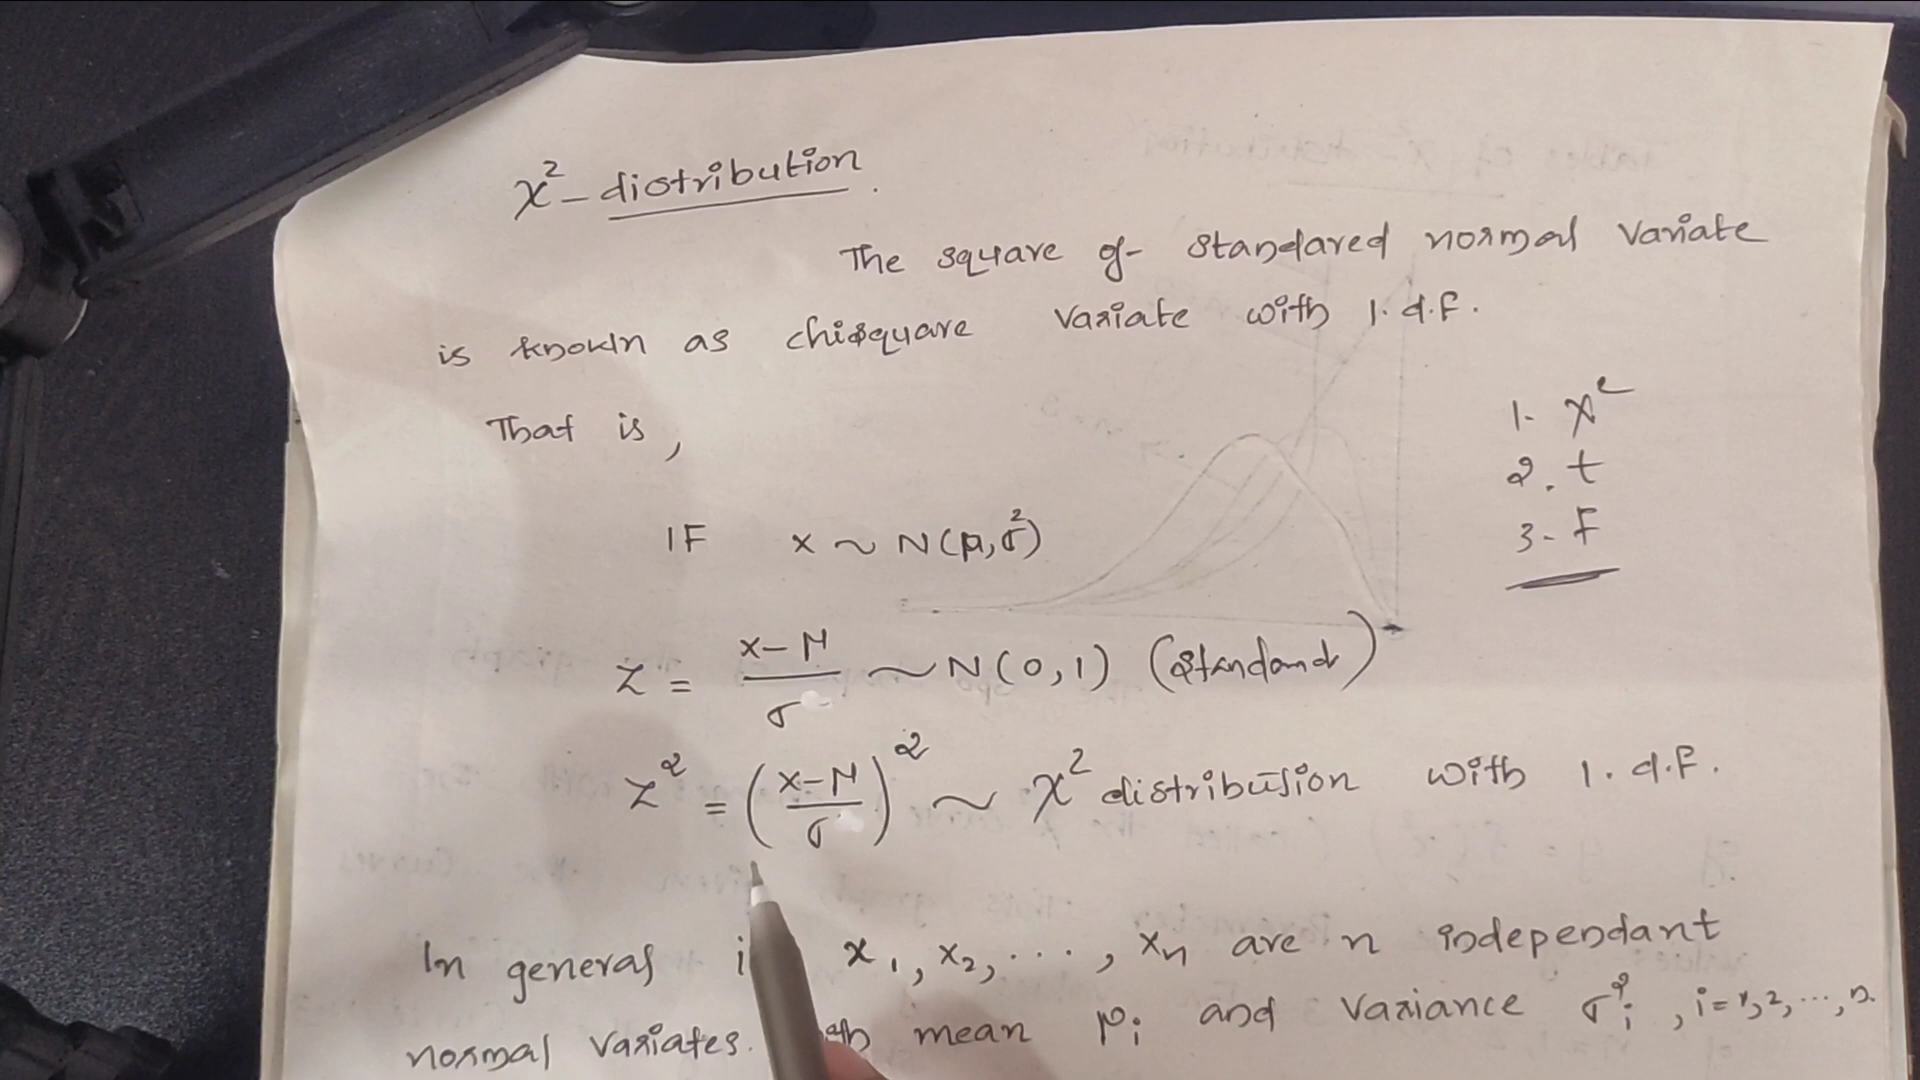 χ² - distribution.
The square of standared normal variate
is known as chisquare variate with 1. d.f.
That is,
1. χ²
2. t
3. F
IF x ~ N(μ, σ²)
Z = x-μ / σ ~ N(0,1) (Standard)
Z² = (x-μ / σ)² ~ χ² distribution with 1. d.f.
In general x₁, x₂, ..., xn are n independant
normal variates. mean μi and variance σ²i , i=1,2,...,n.